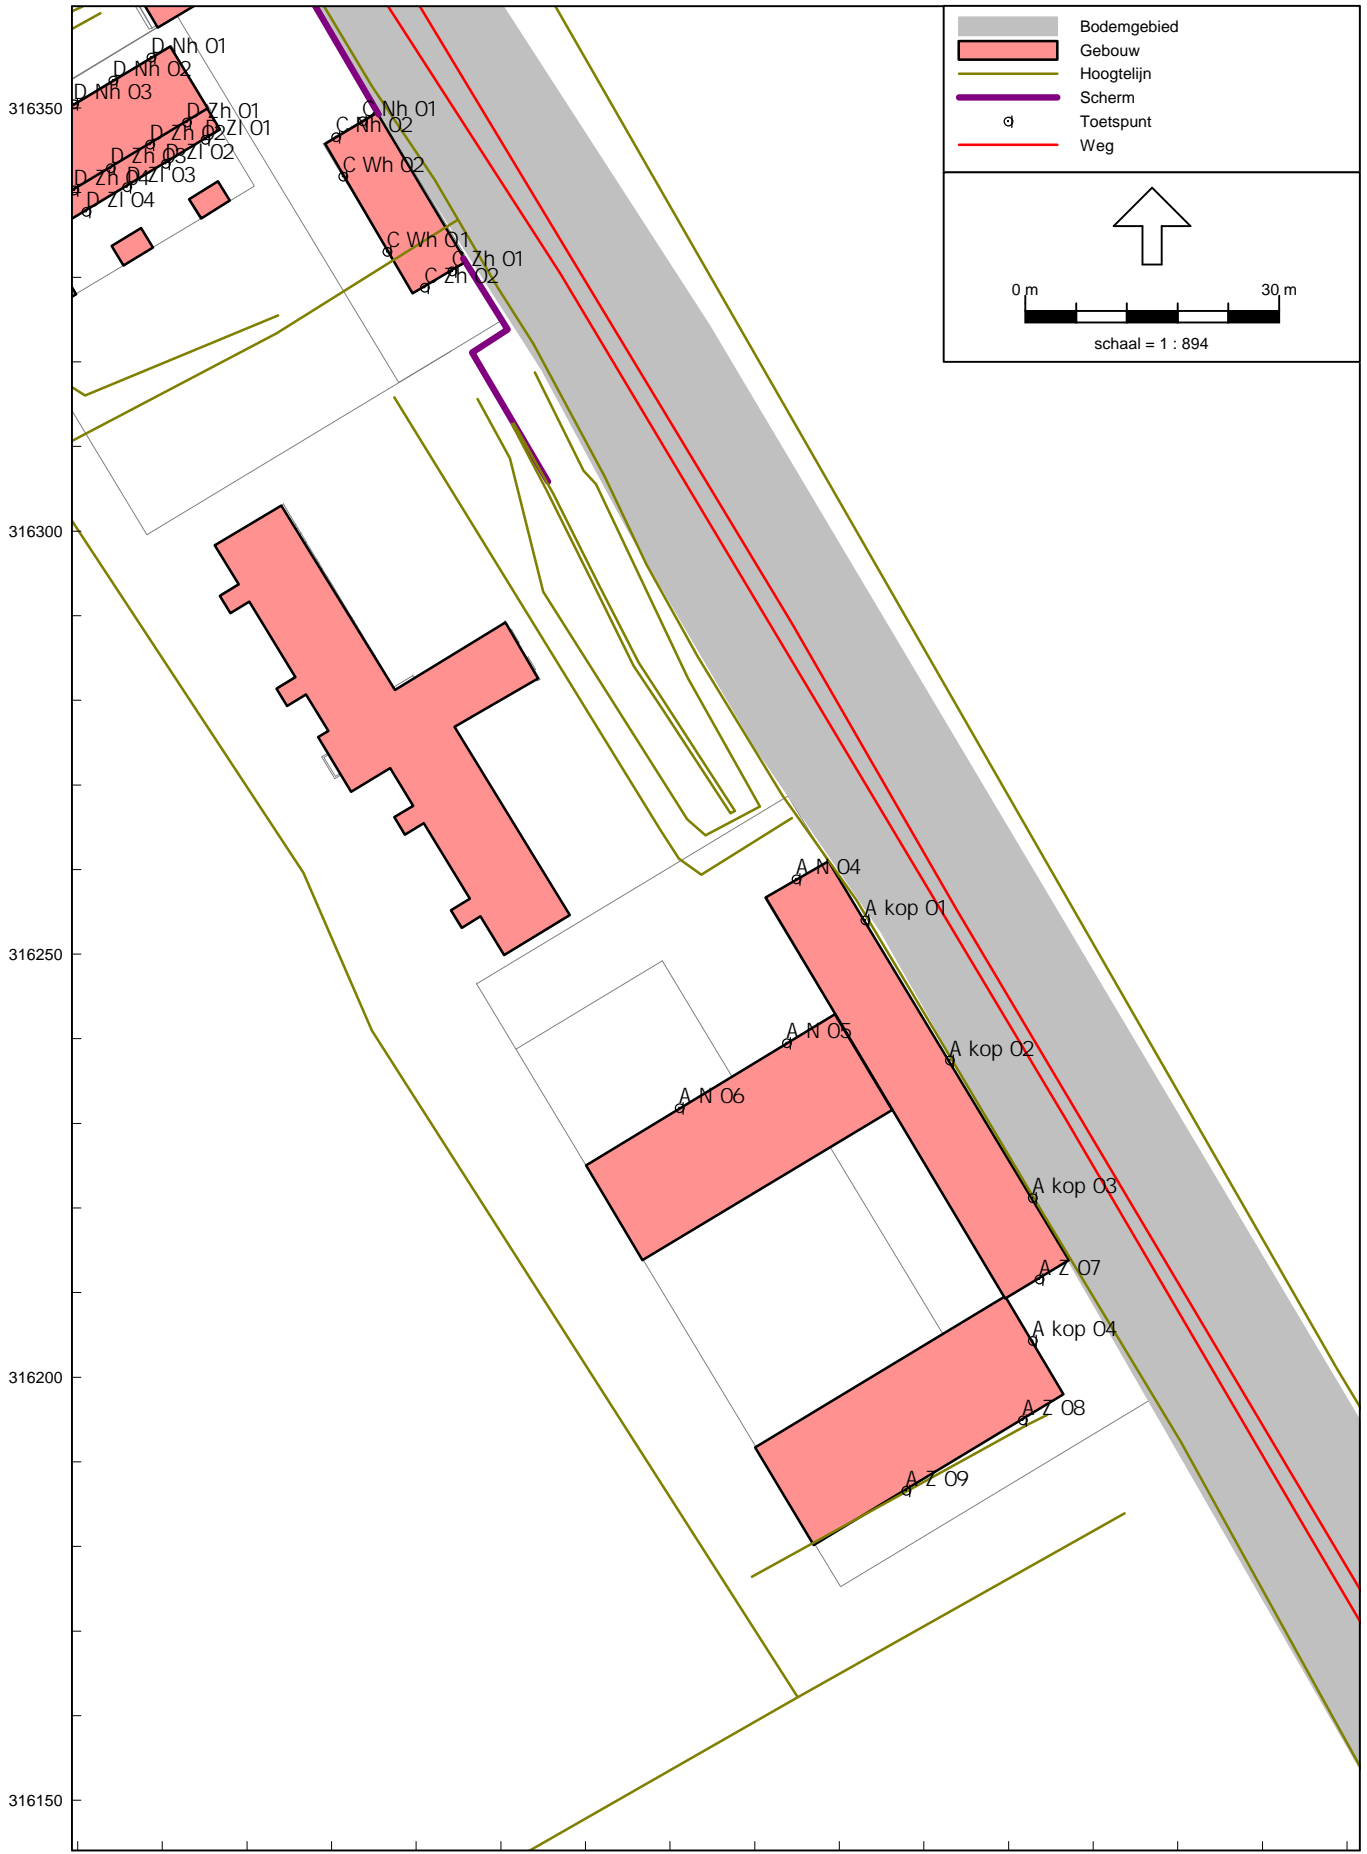 Bodemgebied
Gebouw
Hoogtelijn
Scherm
Toetspunt
Weg
0 m 30 m
schaal = 1 : 894
D Nh 01
D Nh 02
D Nh 03
316350
D Zh 01
D Zl 01
D Zh 02
D Zl 02
D Zh 03
D Zl 03
D Zh 04
D Zl 04
C Nh 01
C Nh 02
C Wh 02
C Wh 01
C Zh 01
C Zh 02
316300
A N 04
A kop 01
316250
A N 05
A kop 02
A N 06
A kop 03
A Z 07
A kop 04
316200
A Z 08
A Z 09
316150